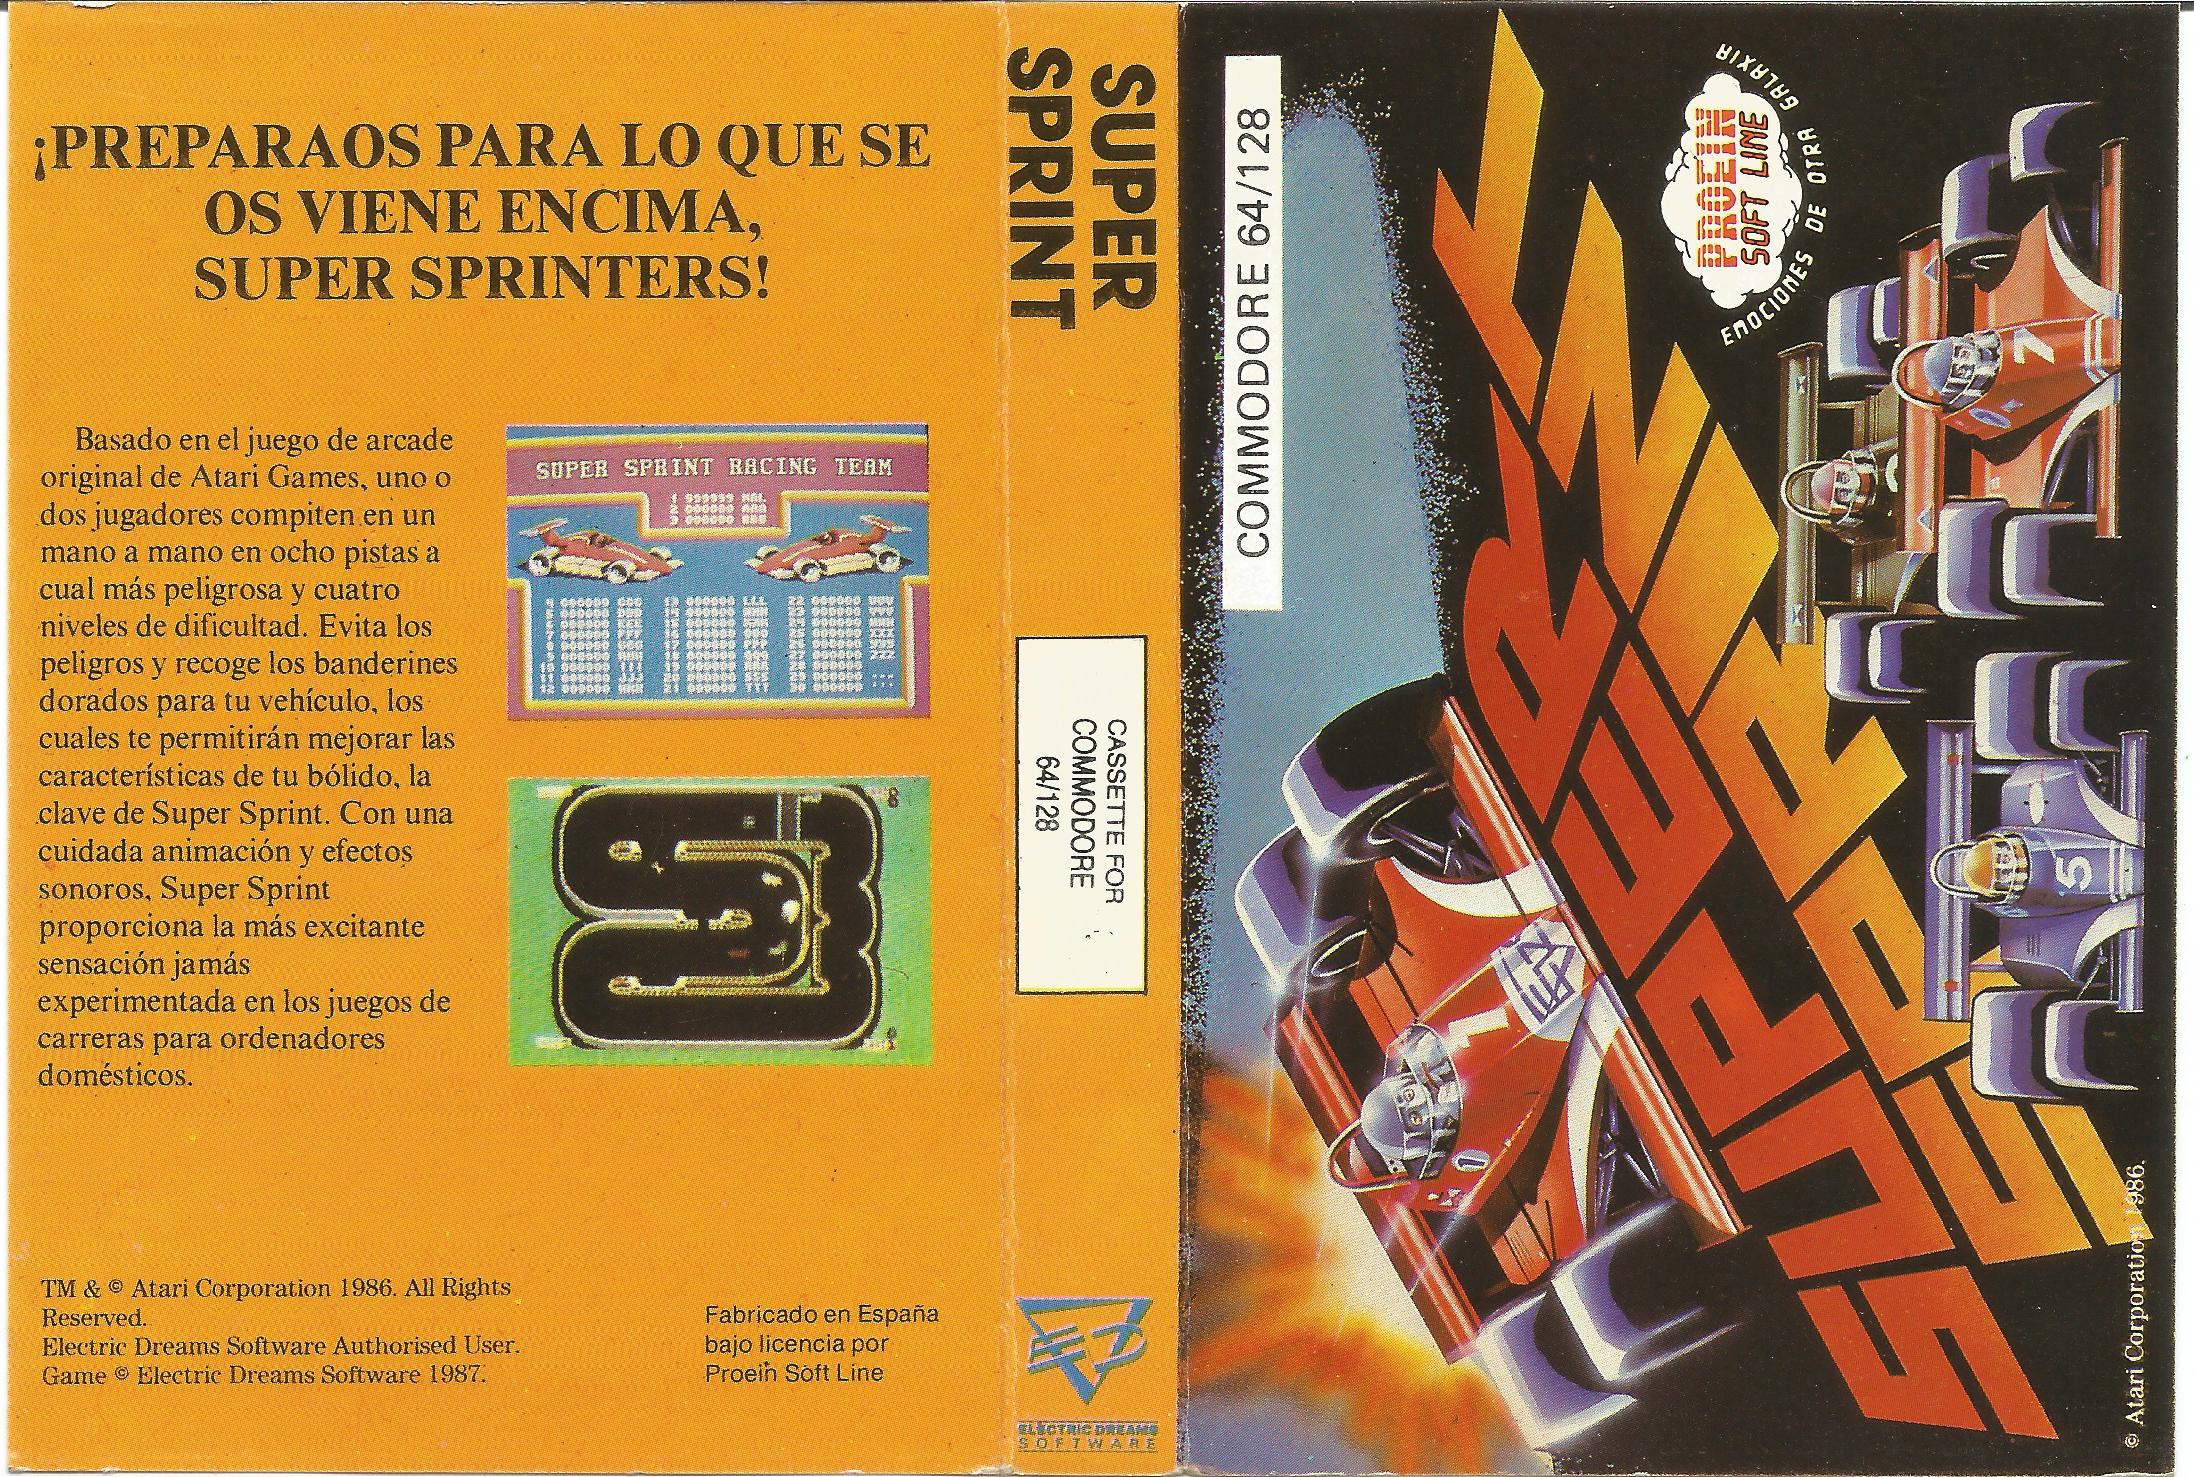 ¡PREPARAOS PARA LO QUE SE
OS VIENE ENCIMA,
SUPER SPRINTERS!
Basado en el juego de arcade
original de Atari Games, uno o
dos jugadores compiten en un
mano a mano en ocho pistas a
cual más peligrosa y cuatro
niveles de dificultad. Evita los
peligros y recoge los banderines
dorados para tu vehículo, los
cuales te permitirán mejorar las
características de tu bólido, la
clave de Super Sprint. Con una
cuidada animación y efectos
sonoros, Super Sprint
proporciona la más excitante
sensación jamás
experimentada en los juegos de
carreras para ordenadores
domésticos.
SUPER SPRINT RACING TEAM
TM & © Atari Corporation 1986. All Rights
Reserved.
Electric Dreams Software Authorised User.
Game © Electric Dreams Software 1987.
Fabricado en España
bajo licencia por
Proein Soft Line
SUPER
SPRINT
CASSETTE FOR
COMMODORE
64/128
ELECTRIC DREAMS
SOFTWARE
COMMODORE 64/128
SUPER SPRINT
PROEIN
SOFT LINE
EMOCIONES DE OTRA GALAXIA
7
5
© Atari Corporation 1986.